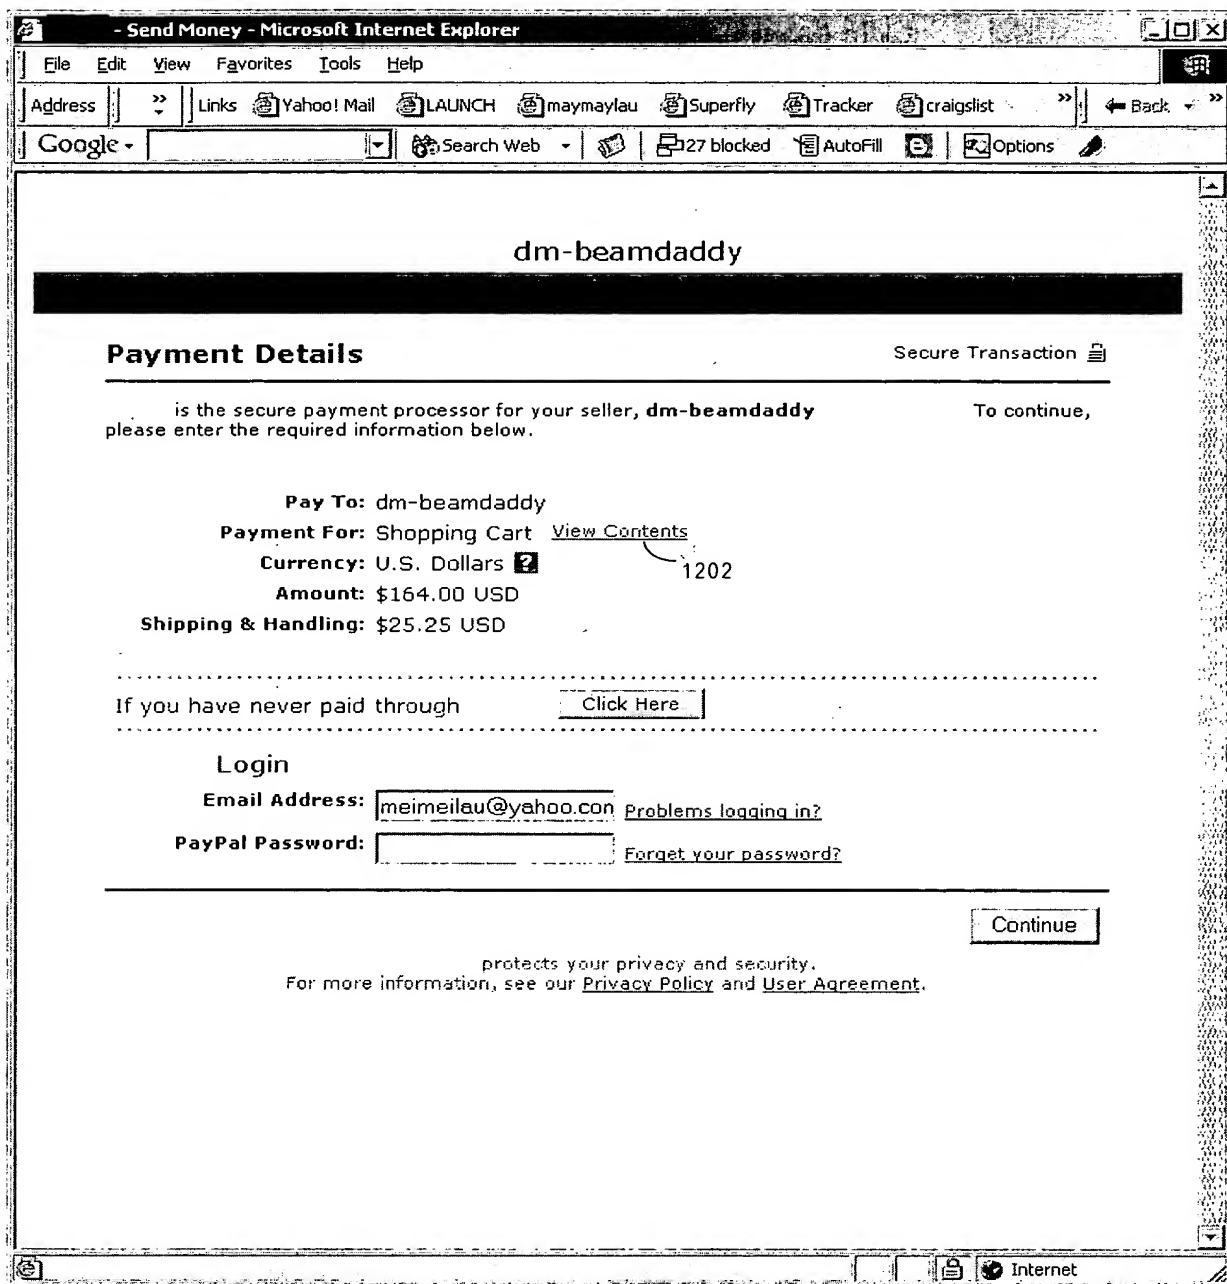 - Send Money - Microsoft Internet Explorer
File Edit View Favorites Tools Help
Address » Links Yahoo! Mail LAUNCH maymaylau Superfly Tracker craigslist » Back »
Google Search Web 27 blocked AutoFill Options
dm-beamdaddy
Payment Details Secure Transaction
is the secure payment processor for your seller, dm-beamdaddy To continue,
please enter the required information below.
Pay To: dm-beamdaddy
Payment For: Shopping Cart View Contents
1202
Currency: U.S. Dollars ?
Amount: $164.00 USD
Shipping & Handling: $25.25 USD
If you have never paid through Click Here
Login
Email Address: meimeilau@yahoo.con Problems logging in?
PayPal Password: Forget your password?
Continue
protects your privacy and security.
For more information, see our Privacy Policy and User Agreement.
Internet